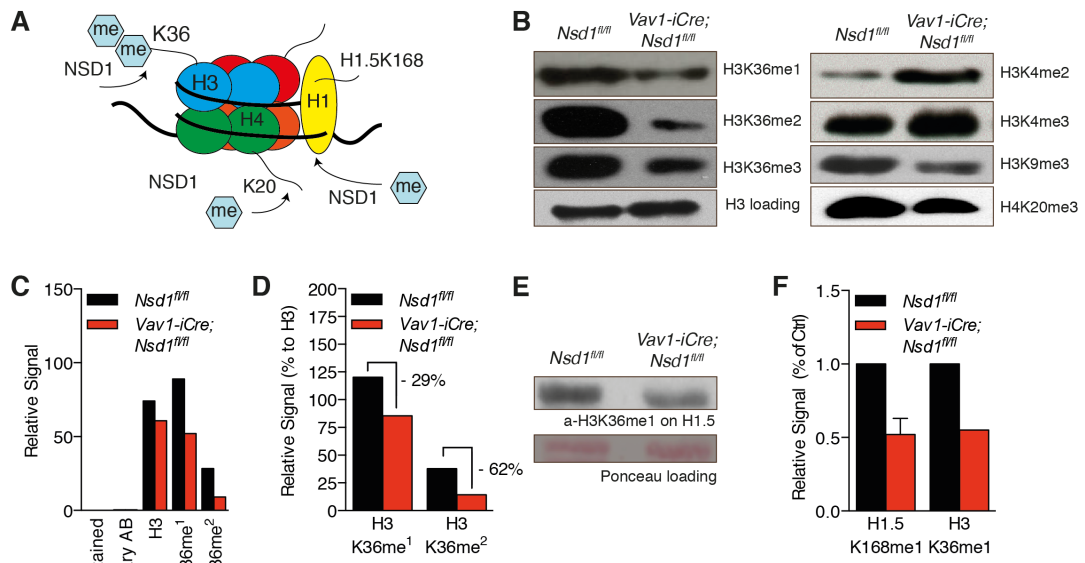 A
me
me
K36
NSD1
H3
H4
H1
H1.5K168
NSD1
K20
me
NSD1
me
B
Nsd1fl/fl
Vav1-iCre;
Nsd1fl/fl
H3K36me1
H3K36me2
H3K36me3
H3 loading
Nsd1fl/fl
Vav1-iCre;
Nsd1fl/fl
H3K4me2
H3K4me3
H3K9me3
H4K20me3
C
150
100
50
0
Relative Signal
Nsd1fl/fl
Vav1-iCre;
Nsd1fl/fl
ained
ry AB
H3
36me1
36me2
D
200
175
150
125
100
75
50
25
0
Relative Signal (% to H3)
Nsd1fl/fl
Vav1-iCre;
Nsd1fl/fl
- 29%
- 62%
H3
K36me1
H3
K36me2
E
Nsd1fl/fl
Vav1-iCre;
Nsd1fl/fl
a-H3K36me1 on H1.5
Ponceau loading
F
1.5
1.0
0.5
0.0
Relative Signal (% of Ctrl)
Nsd1fl/fl
Vav1-iCre;
Nsd1fl/fl
H1.5
K168me1
H3
K36me1